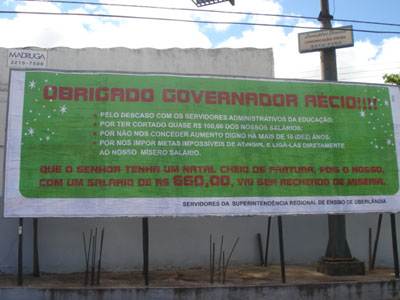 MADRUGA
3215-7500
OBRIGADO GOVERNADOR AÉCIO!!!!
PELO DESCASO COM OS SERVIDORES ADMINISTRATIVOS DA EDUCAÇÃO;
POR TER CORTADO QUASE R$ 100,00 DOS NOSSOS SALÁRIOS;
POR NÃO NOS CONCEDER AUMENTO DIGNO HÁ MAIS DE 10 (DEZ) ANOS;
POR NOS IMPOR METAS IMPOSSÍVEIS DE ATINGIR, E LIGÁ-LAS DIRETAMENTE
AO NOSSO MÍSERO SALÁRIO.
QUE O SENHOR TENHA UM NATAL CHEIO DE FARTURA, POIS O NOSSO,
COM UM SALÁRIO DE R$ 660,00, VAI SER RECHEADO DE MISÉRIA.
SERVIDORES DA SUPERINTENDÊNCIA REGIONAL DE ENSINO DE UBERLÂNDIA